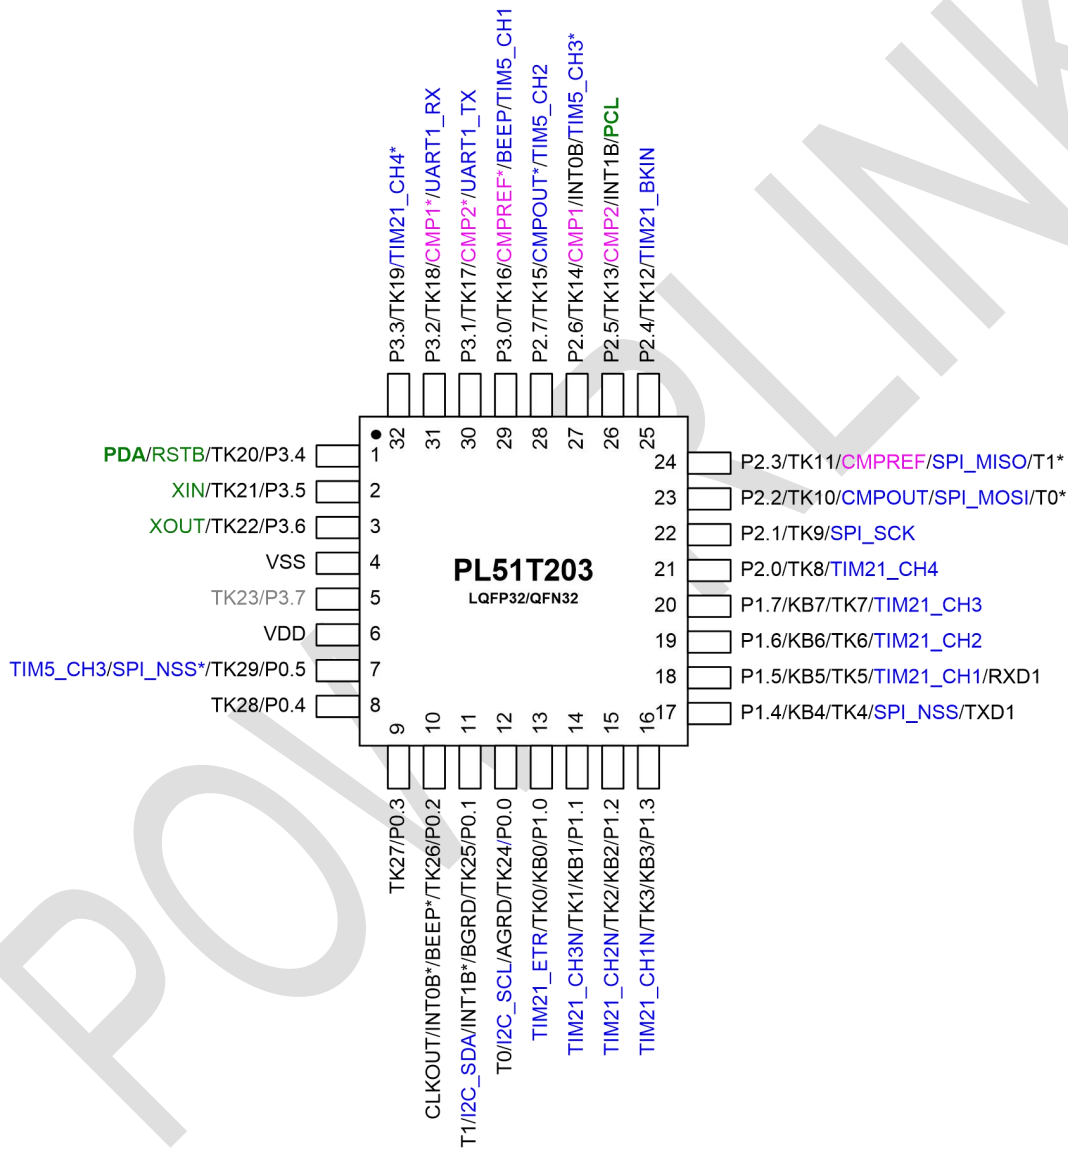 P3.3/TK19/TIM21_CH4*
P3.2/TK18/CMP1*/UART1_RX
P3.1/TK17/CMP2*/UART1_TX
P3.0/TK16/CMPREF*/BEEP/TIM5_CH1
P2.7/TK15/CMPOUT*/TIM5_CH2
P2.6/TK14/CMP1/INT0B/TIM5_CH3*
P2.5/TK13/CMP2/INT1B/PCL
P2.4/TK12/TIM21_BKIN
32
31
30
29
28
27
26
25
PDA/RSTB/TK20/P3.4 1
XIN/TK21/P3.5 2
XOUT/TK22/P3.6 3
VSS 4
TK23/P3.7 5
VDD 6
TIM5_CH3/SPI_NSS*/TK29/P0.5 7
TK28/P0.4 8
PL51T203
LQFP32/QFN32
24 P2.3/TK11/CMPREF/SPI_MISO/T1*
23 P2.2/TK10/CMPOUT/SPI_MOSI/T0*
22 P2.1/TK9/SPI_SCK
21 P2.0/TK8/TIM21_CH4
20 P1.7/KB7/TK7/TIM21_CH3
19 P1.6/KB6/TK6/TIM21_CH2
18 P1.5/KB5/TK5/TIM21_CH1/RXD1
17 P1.4/KB4/TK4/SPI_NSS/TXD1
9
10
11
12
13
14
15
16
TK27/P0.3
CLKOUT/INT0B*/BEEP*/TK26/P0.2
T1/I2C_SDA/INT1B*/BGRD/TK25/P0.1
T0/I2C_SCL/AGRD/TK24/P0.0
TIM21_ETR/TK0/KB0/P1.0
TIM21_CH3N/TK1/KB1/P1.1
TIM21_CH2N/TK2/KB2/P1.2
TIM21_CH1N/TK3/KB3/P1.3